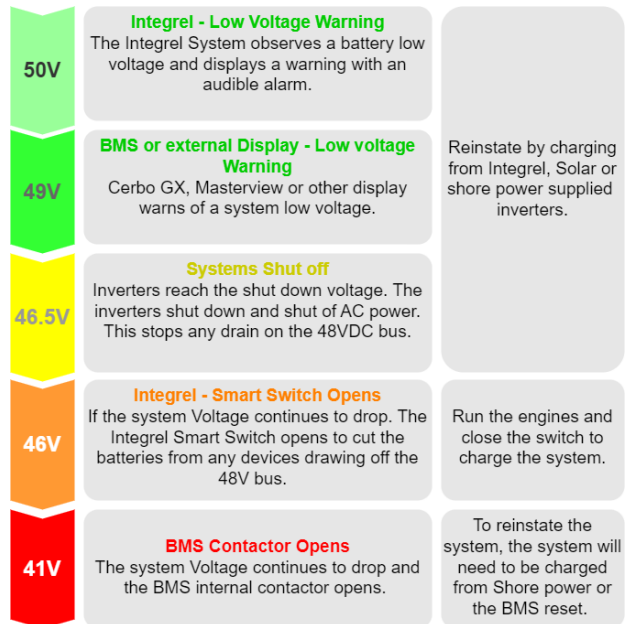 50V
Integrel - Low Voltage Warning
The Integrel System observes a battery low
voltage and displays a warning with an
audible alarm.
49V
BMS or external Display - Low voltage
Warning
Cerbo GX, Masterview or other display
warns of a system low voltage.
Reinstate by charging
from Integrel, Solar or
shore power supplied
inverters.
46.5V
Systems Shut off
Inverters reach the shut down voltage. The
inverters shut down and shut of AC power.
This stops any drain on the 48VDC bus.
46V
Integrel - Smart Switch Opens
If the system Voltage continues to drop. The
Integrel Smart Switch opens to cut the
batteries from any devices drawing off the
48V bus.
Run the engines and
close the switch to
charge the system.
41V
BMS Contactor Opens
The system Voltage continues to drop and
the BMS internal contactor opens.
To reinstate the
system, the system will
need to be charged
from Shore power or
the BMS reset.